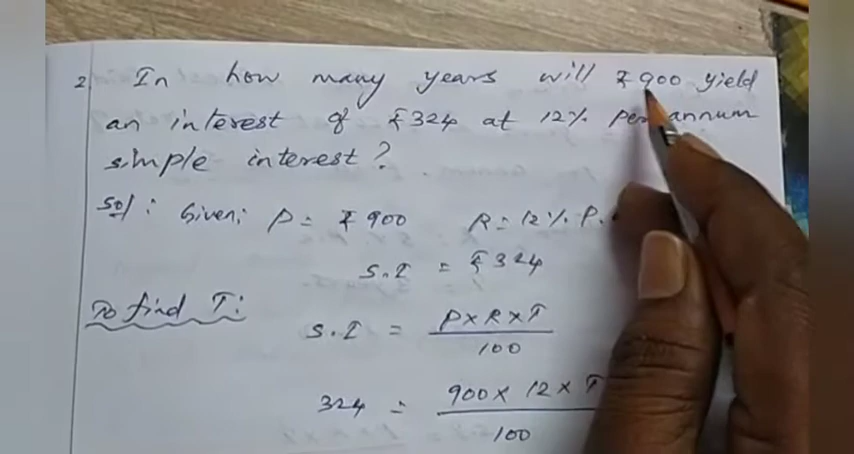 2. In how many years will ₹900 yield
an interest of ₹324 at 12% per annum
simple interest?
Sol: Given; P = ₹900 R = 12% P.
S.I = ₹324
To find T:
S.I = P×R×T
100
324 = 900× 12 × T
100